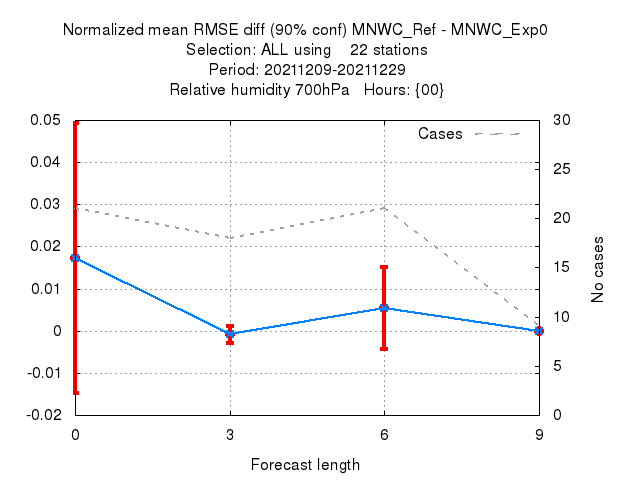 Normalized mean RMSE diff (90% conf) MNWC_Ref - MNWC_Exp0
Selection: ALL using    22 stations
Period: 20211209-20211229
Relative humidity 700hPa   Hours: {00}
Cases
0.05
0.04
0.03
0.02
0.01
0
-0.01
-0.02
30
25
20
15
10
5
0
No cases
0
3
6
9
Forecast length